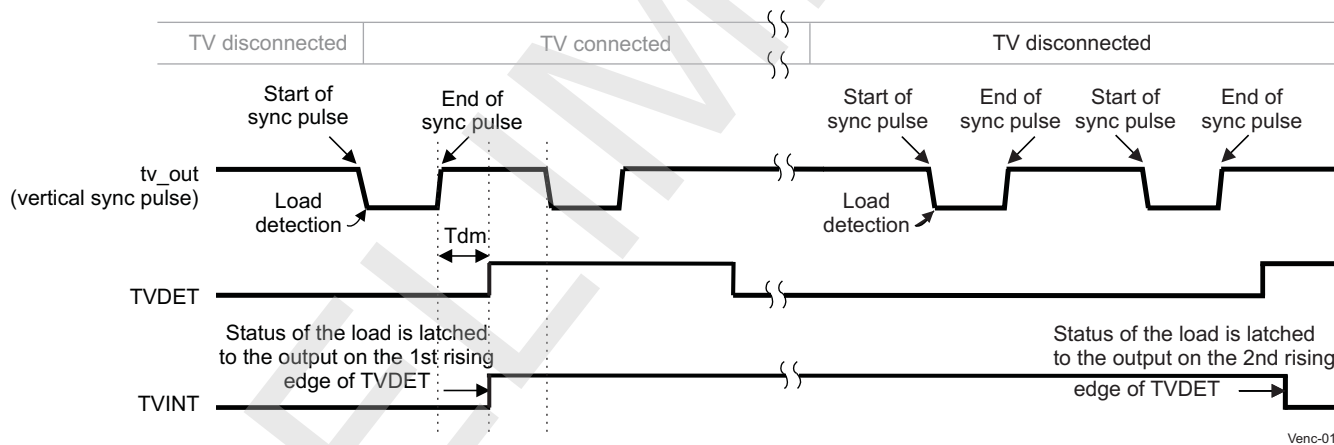 TV disconnected
TV connected
TV disconnected
Start of
sync pulse
End of
sync pulse
Start of
sync pulse
End of
sync pulse
Start of
sync pulse
End of
sync pulse
tv_out
(vertical sync pulse)
Load
detection
Load
detection
Tdm
TVDET
Status of the load is latched
to the output on the 1st rising
edge of TVDET
Status of the load is latched
to the output on the 2nd rising
edge of TVDET
TVINT
Venc-01
ELIM